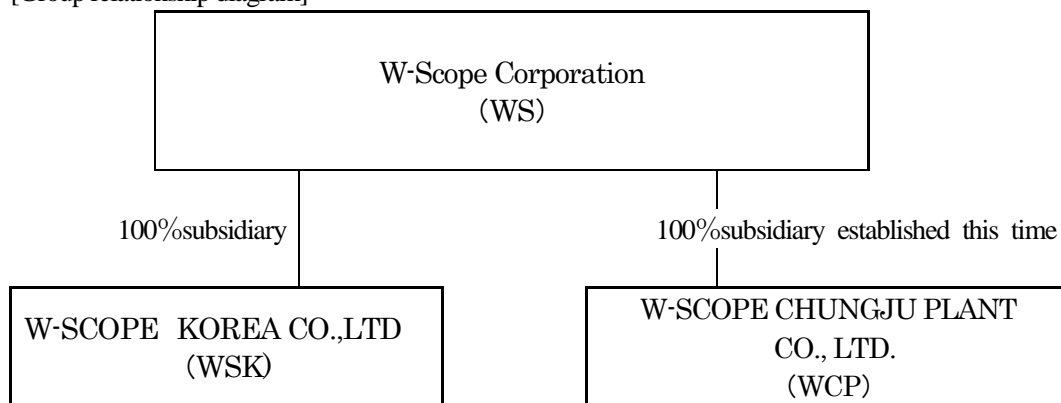 [Group relationship diagram]
W-Scope Corporation
(WS)
100%subsidiary
100%subsidiary established this time
W-SCOPE KOREA CO.,LTD
(WSK)
W-SCOPE CHUNGJU PLANT
CO., LTD.
(WCP)